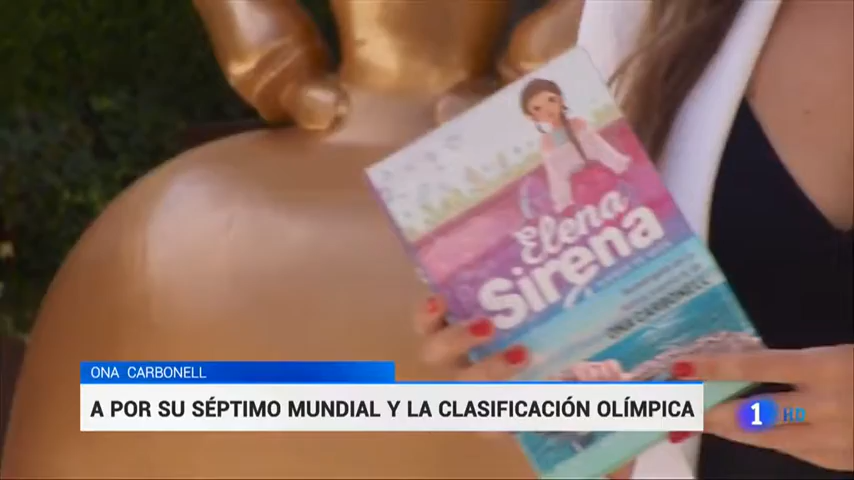 Elena
Sirena
ONA CARBONELL
ONA CARBONELL
A POR SU SÉPTIMO MUNDIAL Y LA CLASIFICACIÓN OLÍMPICA
1 HD